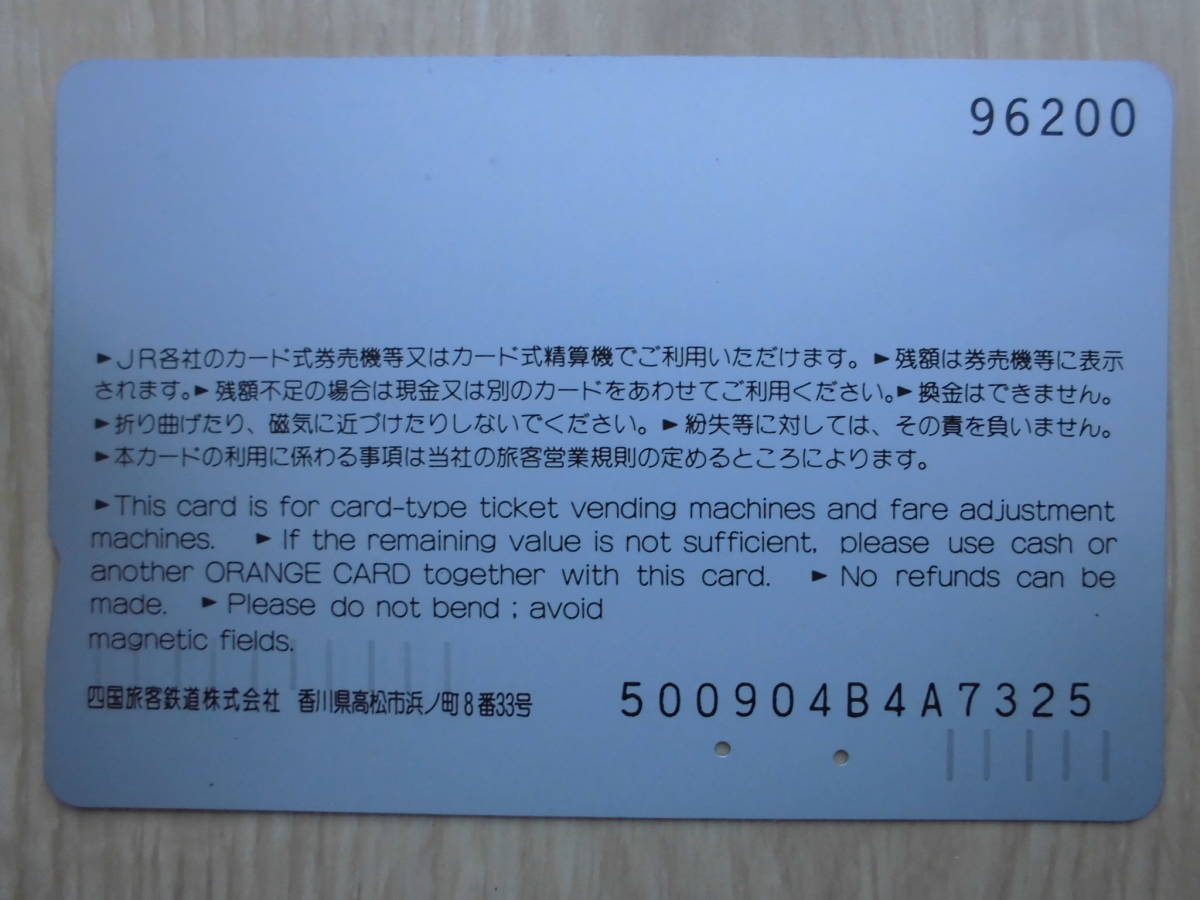 96200
►JR各社のカード式券売機等又はカード式精算機でご利用いただけます。►残額は券売機等に表示
されます。►残額不足の場合は現金又は別のカードをあわせてご利用ください。►換金はできません。
►折り曲げたり、磁気に近づけたりしないでください。►紛失等に対しては、その責を負いません。
►本カードの利用に係わる事項は当社の旅客営業規則の定めるところによります。
►This card is for card-type ticket vending machines and fare adjustment
machines. ►If the remaining value is not sufficient, please use cash or
another ORANGE CARD together with this card. ►No refunds can be
made. ►Please do not bend ; avoid
magnetic fields.
四国旅客鉄道株式会社 香川県高松市浜ノ町8番33号
500904B4A7325